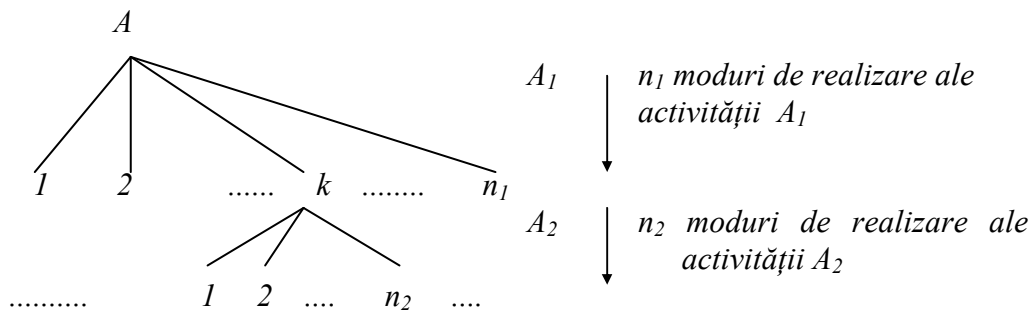 A
A₁ n₁ moduri de realizare ale
activității A₁
1 2 ...... k ........ n₁
A₂ n₂ moduri de realizare ale
activității A₂
.......... 1 2 .... n₂ ....